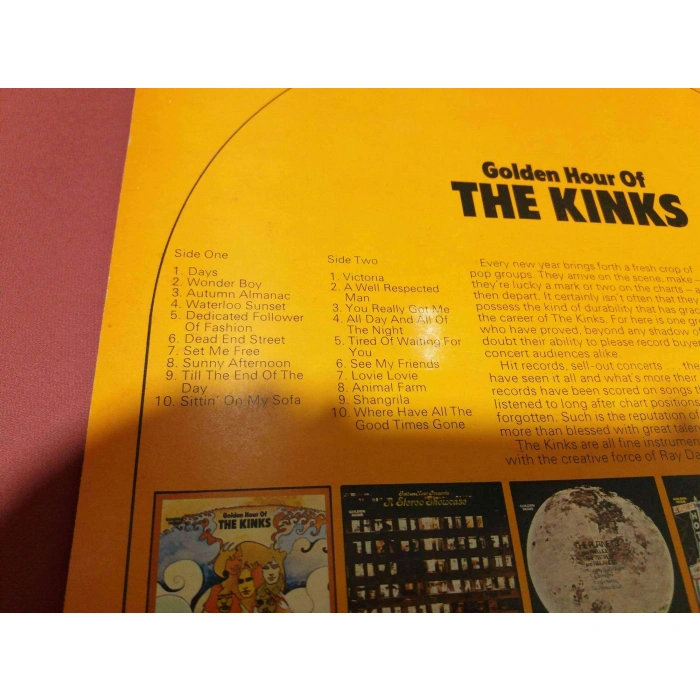 Golden Hour Of
THE KINKS
Side One
1. Days
2. Wonder Boy
3. Autumn Almanac
4. Waterloo Sunset
5. Dedicated Follower
Of Fashion
6. Dead End Street
7. Set Me Free
8. Sunny Afternoon
9. Till The End Of The
Day
10. Sittin' On My Sofa
Side Two
1. Victoria
2. A Well Respected
Man
3. You Really Got Me
4. All Day And All Of
The Night
5. Tired Of Waiting For
You
6. See My Friends
7. Lovie Lovie
8. Animal Farm
9. Shangrila
10. Where Have All The
Good Times Gone
Every new year brings forth a fresh crop of
pop groups. They arrive on the scene, make –
they're lucky a mark or two on the charts – a
then depart. It certainly isn't often that the
possess the kind of durability that has grac
the career of The Kinks. For here is one gr
who have proved, beyond any shadow
doubt their ability to please record buyer
concert audiences alike.
Hit records, sell-out concerts . . . the
have seen it all and what's more their
records have been scored on songs t
listened to long after chart positions
forgotten. Such is the reputation o
more than blessed with great talen
The Kinks are all fine instrumen
with the creative force of Ray Da
Golden Hour Of
THE KINKS
A Stereo Showcase